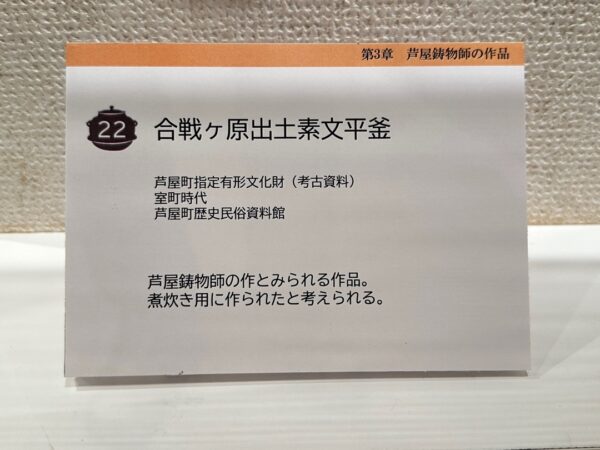 第3章 芦屋鋳物師の作品
22 合戦ヶ原出土素文平釜
芦屋町指定有形文化財（考古資料）
室町時代
芦屋町歴史民俗資料館
芦屋鋳物師の作とみられる作品。
煮炊き用に作られたと考えられる。